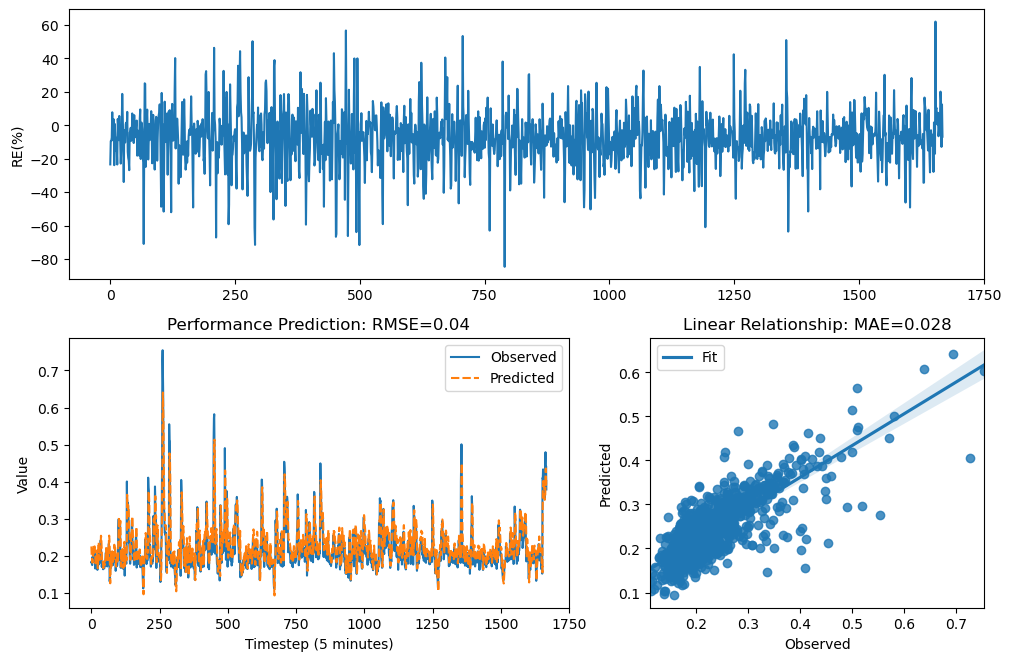 RE(%)
60
40
20
0
−20
−40
−60
−80
0 250 500 750 1000 1250 1500 1750
Performance Prediction: RMSE=0.04
Value
0.7
0.6
0.5
0.4
0.3
0.2
0.1
Observed
Predicted
0 250 500 750 1000 1250 1500 1750
Timestep (5 minutes)
Linear Relationship: MAE=0.028
Predicted
0.6
0.5
0.4
0.3
0.2
0.1
Fit
0.2 0.3 0.4 0.5 0.6 0.7
Observed